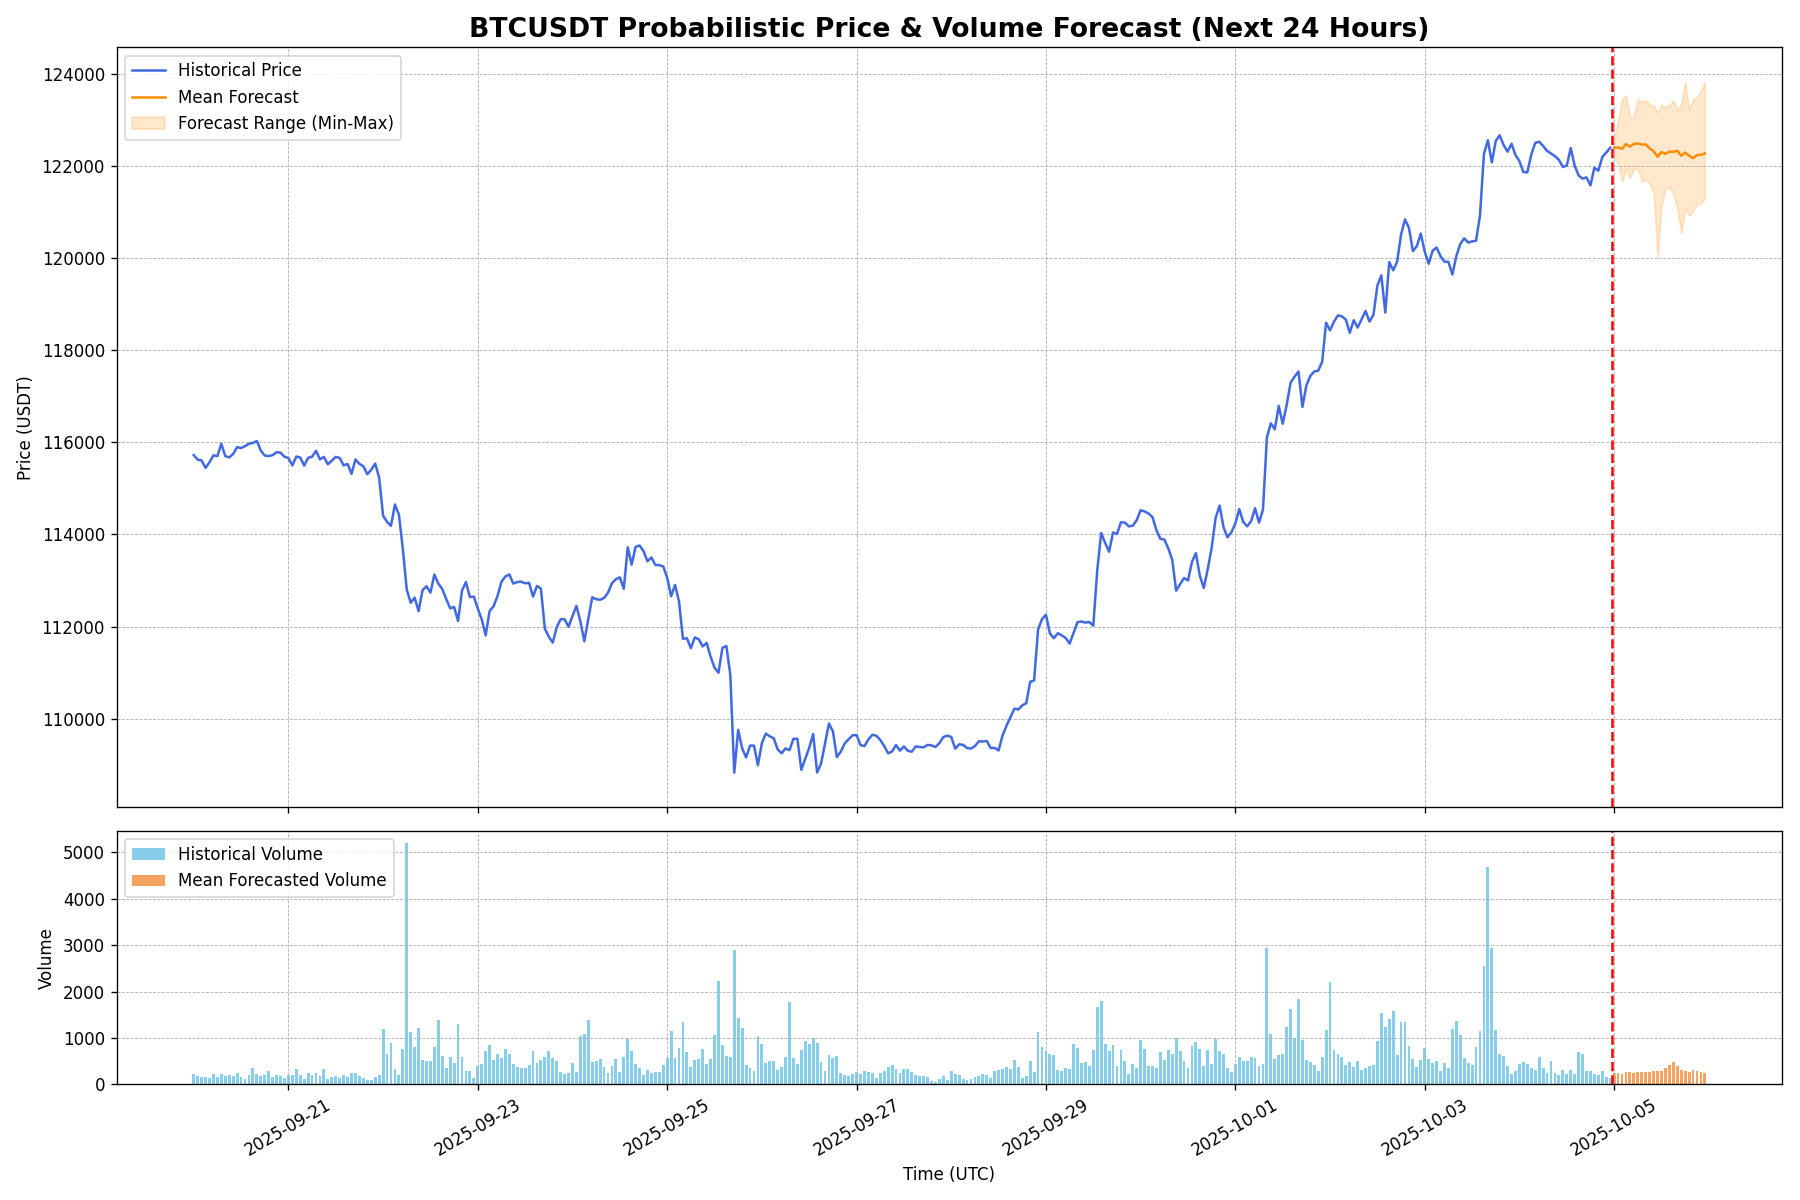 BTCUSDT Probabilistic Price & Volume Forecast (Next 24 Hours)
Historical Price
Mean Forecast
Forecast Range (Min-Max)
124000
122000
120000
118000
116000
114000
112000
110000
Price (USDT)
Historical Volume
Mean Forecasted Volume
5000
4000
3000
2000
1000
0
Volume
2025-09-21
2025-09-23
2025-09-25
2025-09-27
2025-09-29
2025-10-01
2025-10-03
2025-10-05
Time (UTC)